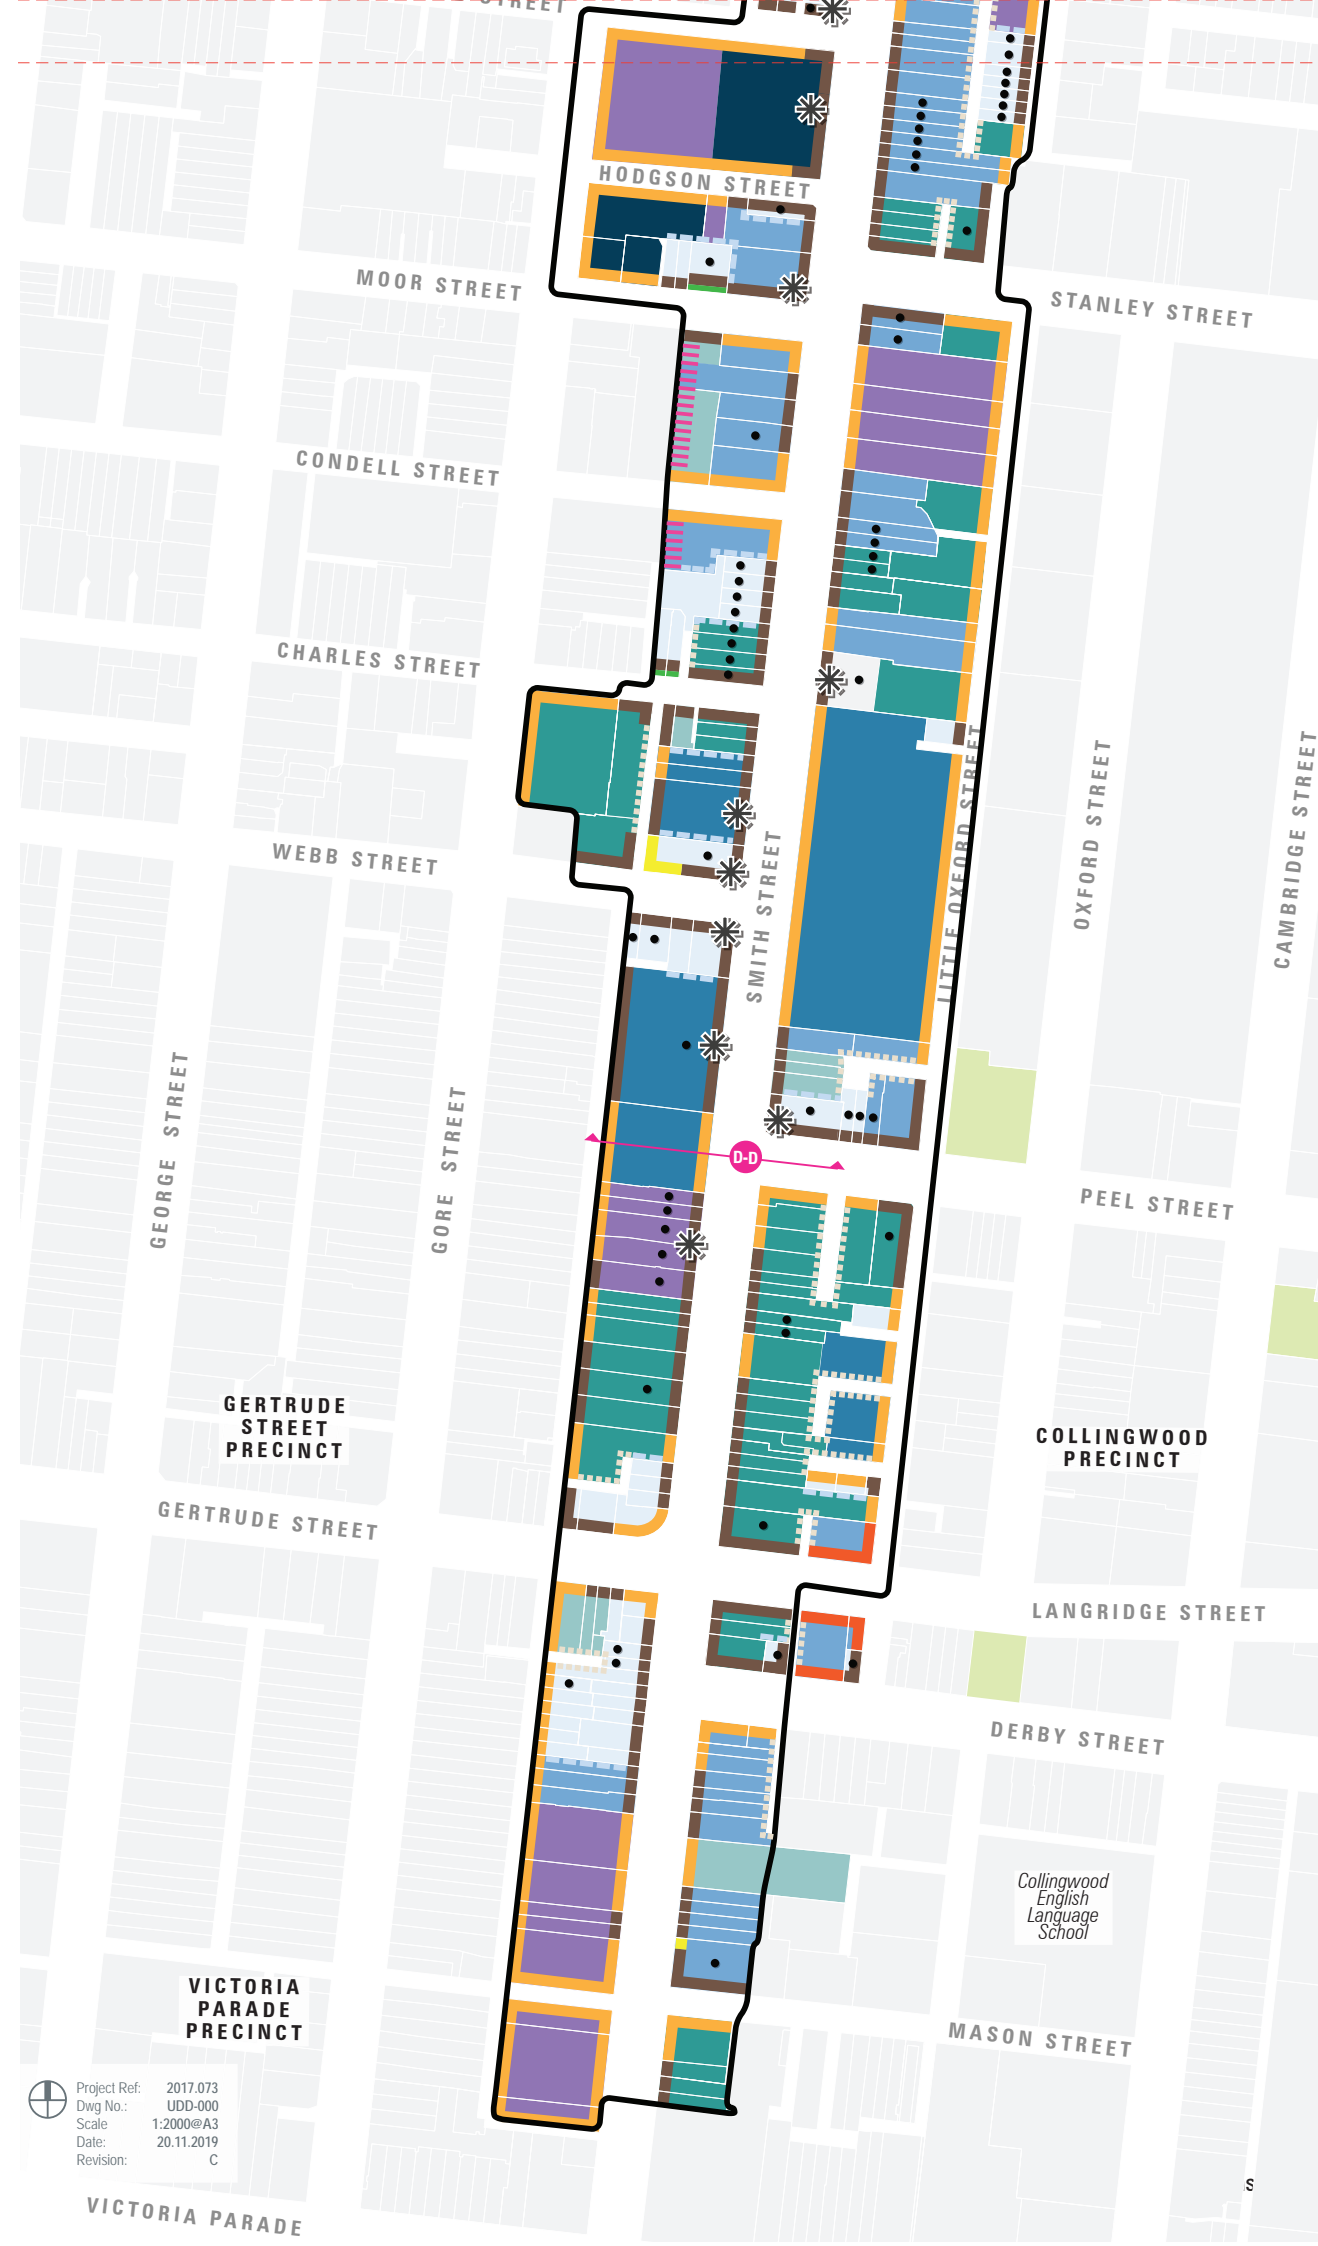 STREET
HODGSON STREET
MOOR STREET
STANLEY STREET
CONDELL STREET
CHARLES STREET
WEBB STREET
SMITH STREET
LITTLE OXFORD STREET
OXFORD STREET
CAMBRIDGE STREET
GEORGE STREET
GORE STREET
D-D
PEEL STREET
GERTRUDE
STREET
PRECINCT
COLLINGWOOD
PRECINCT
GERTRUDE STREET
LANGRIDGE STREET
DERBY STREET
Collingwood
English
Language
School
VICTORIA
PARADE
PRECINCT
MASON STREET
Project Ref: 2017.073
Dwg No.: UDD-000
Scale 1:2000@A3
Date: 20.11.2019
Revision: C
VICTORIA PARADE